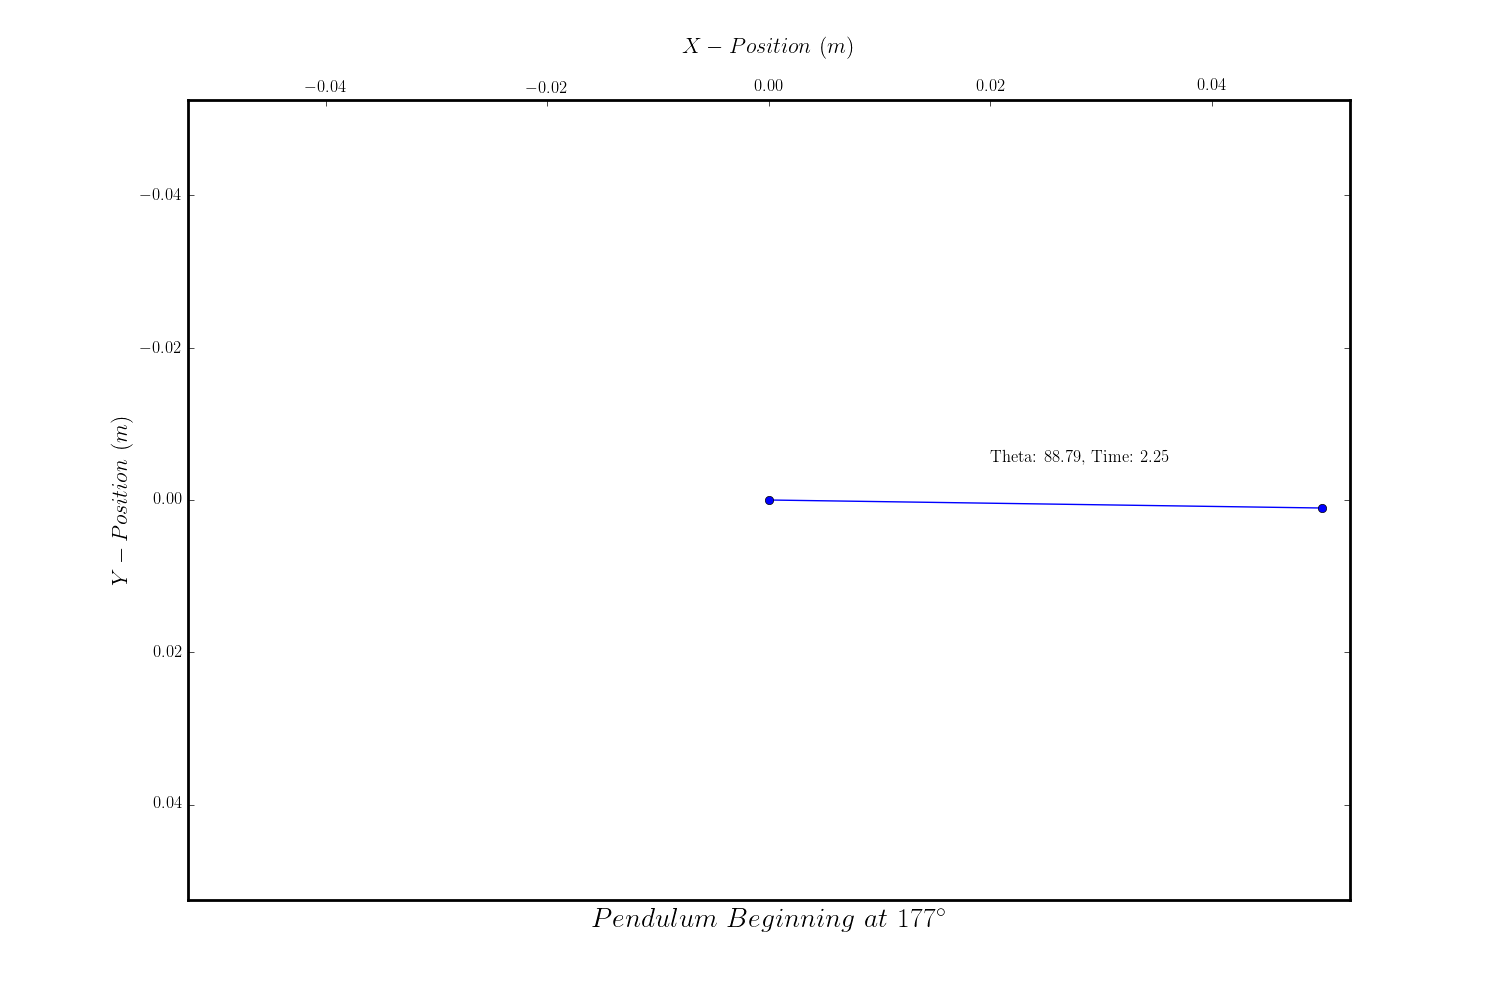 X − Position (m)
−0.04 −0.02 0.00 0.02 0.04
−0.04
−0.02
Theta: 88.79, Time: 2.25
Y − Position (m)
0.00
0.02
0.04
Pendulum Beginning at 177°